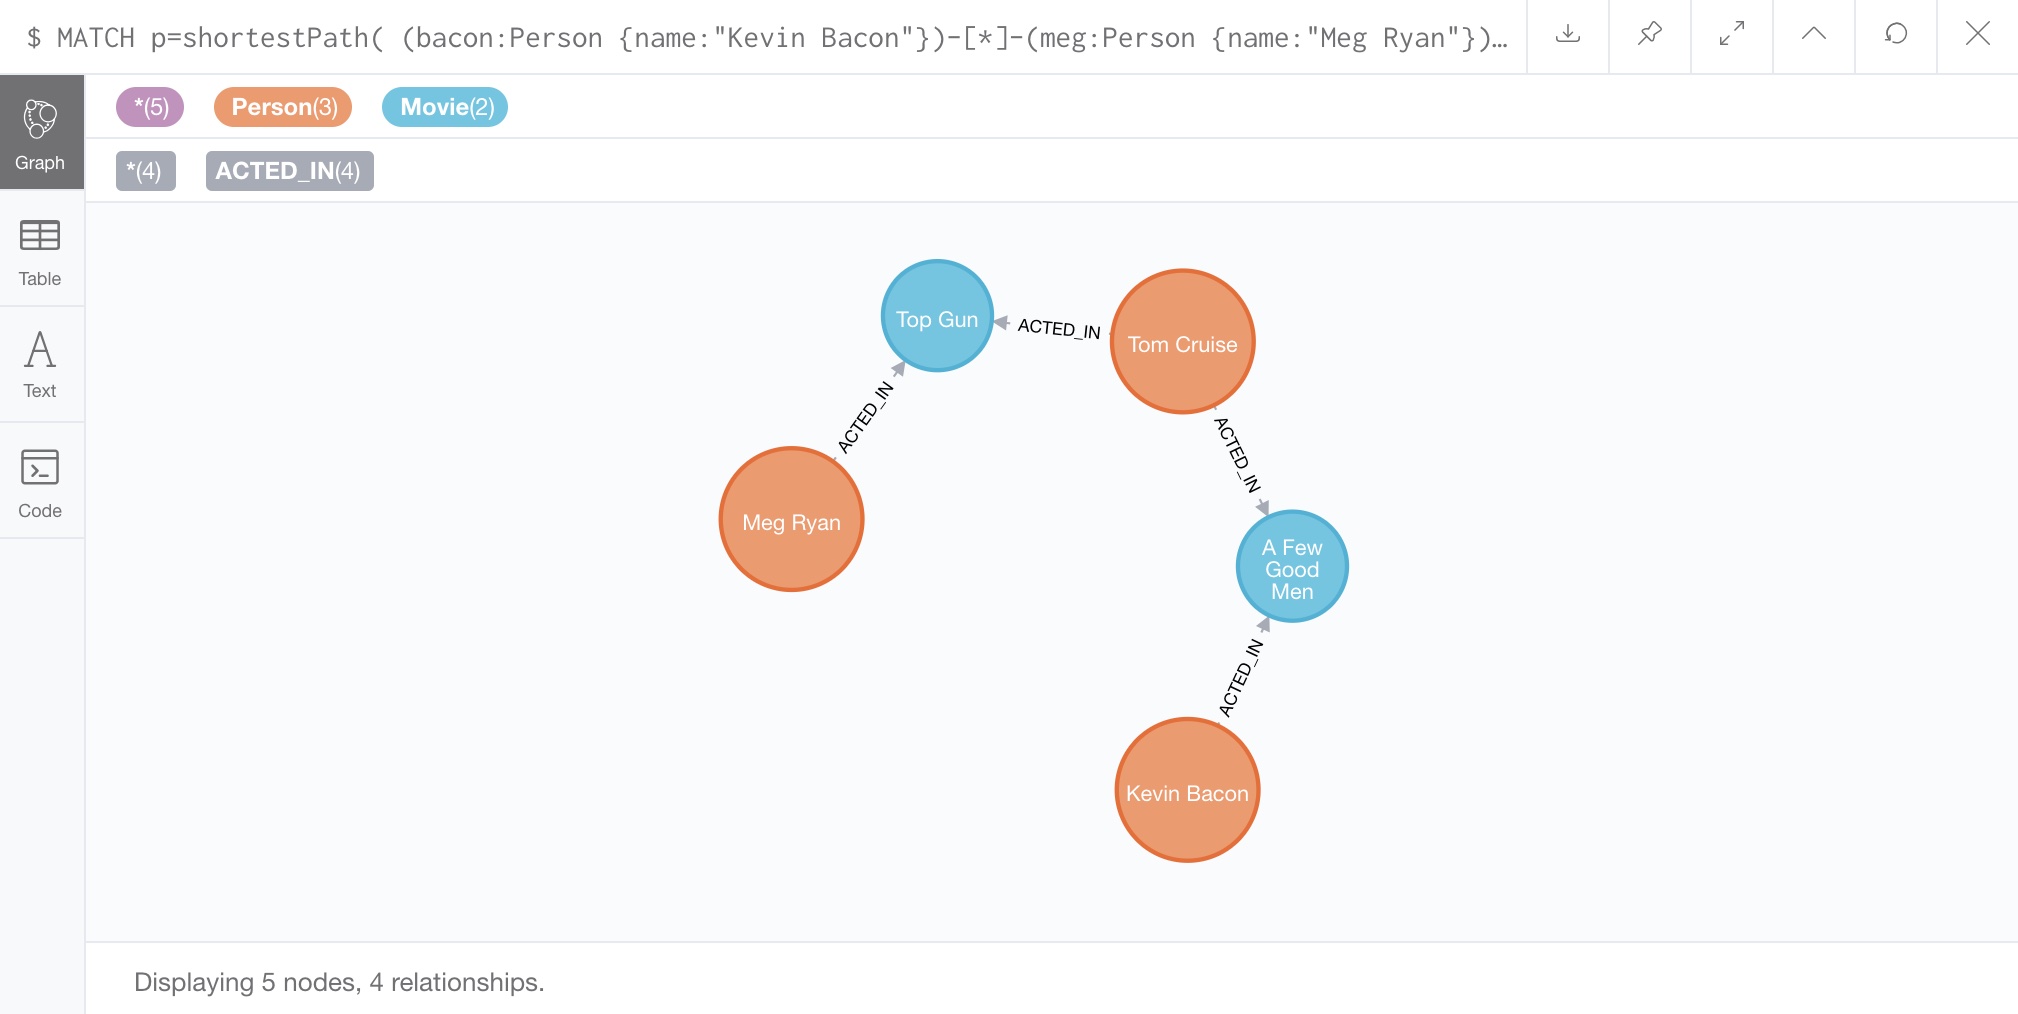 $ MATCH p=shortestPath( (bacon:Person {name:"Kevin Bacon"})-[*]-(meg:Person {name:"Meg Ryan"})…
*(5) Person(3) Movie(2)
*(4) ACTED_IN(4)
Graph
Table
Text
Code
Top Gun
ACTED_IN
Tom Cruise
ACTED_IN
Meg Ryan
ACTED_IN
A Few
Good
Men
ACTED_IN
Kevin Bacon
Displaying 5 nodes, 4 relationships.